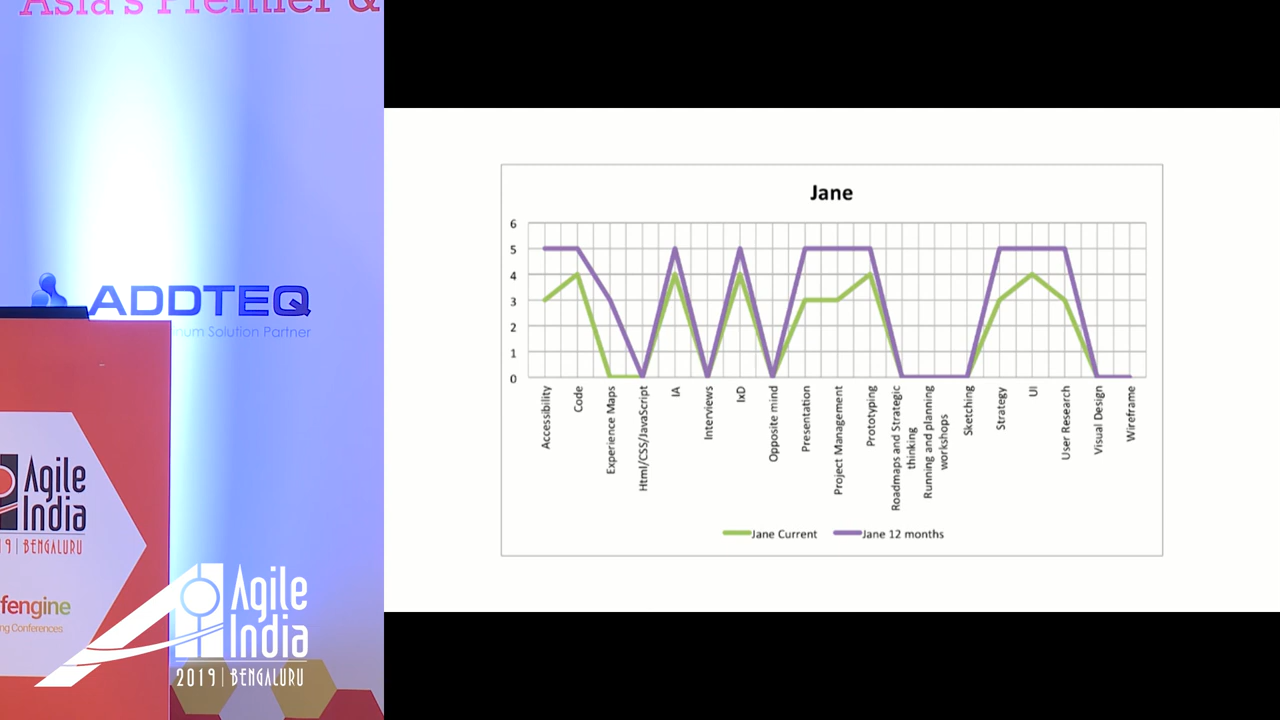 Asia's Premier &
ADDTEQ
num Solution Partner
Agile
India
19 | BENGALURU
fengine
ng Conferences
Agile
India
2019 | BENGALURU
Jane
6
5
4
3
2
1
0
Accessibility
Code
Experience Maps
Html/CSS/JavaScript
IA
Interviews
IxD
Opposite mind
Presentation
Project Management
Prototyping
Roadmaps and Strategic
thinking
Running and planning
workshops
Sketching
Strategy
UI
User Research
Visual Design
Wireframe
Jane Current
Jane 12 months